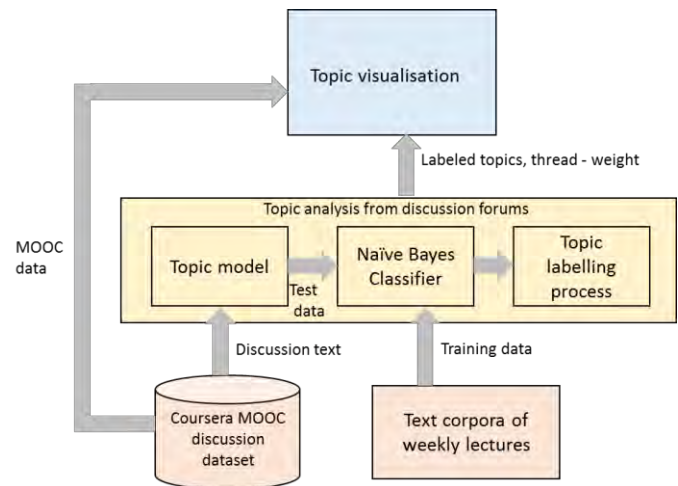 Topic visualisation
Labeled topics, thread - weight
Topic analysis from discussion forums
MOOC
data
Topic model
Test
data
Naïve Bayes
Classifier
Topic
labelling
process
Discussion text
Training data
Coursera MOOC
discussion
dataset
Text corpora of
weekly lectures